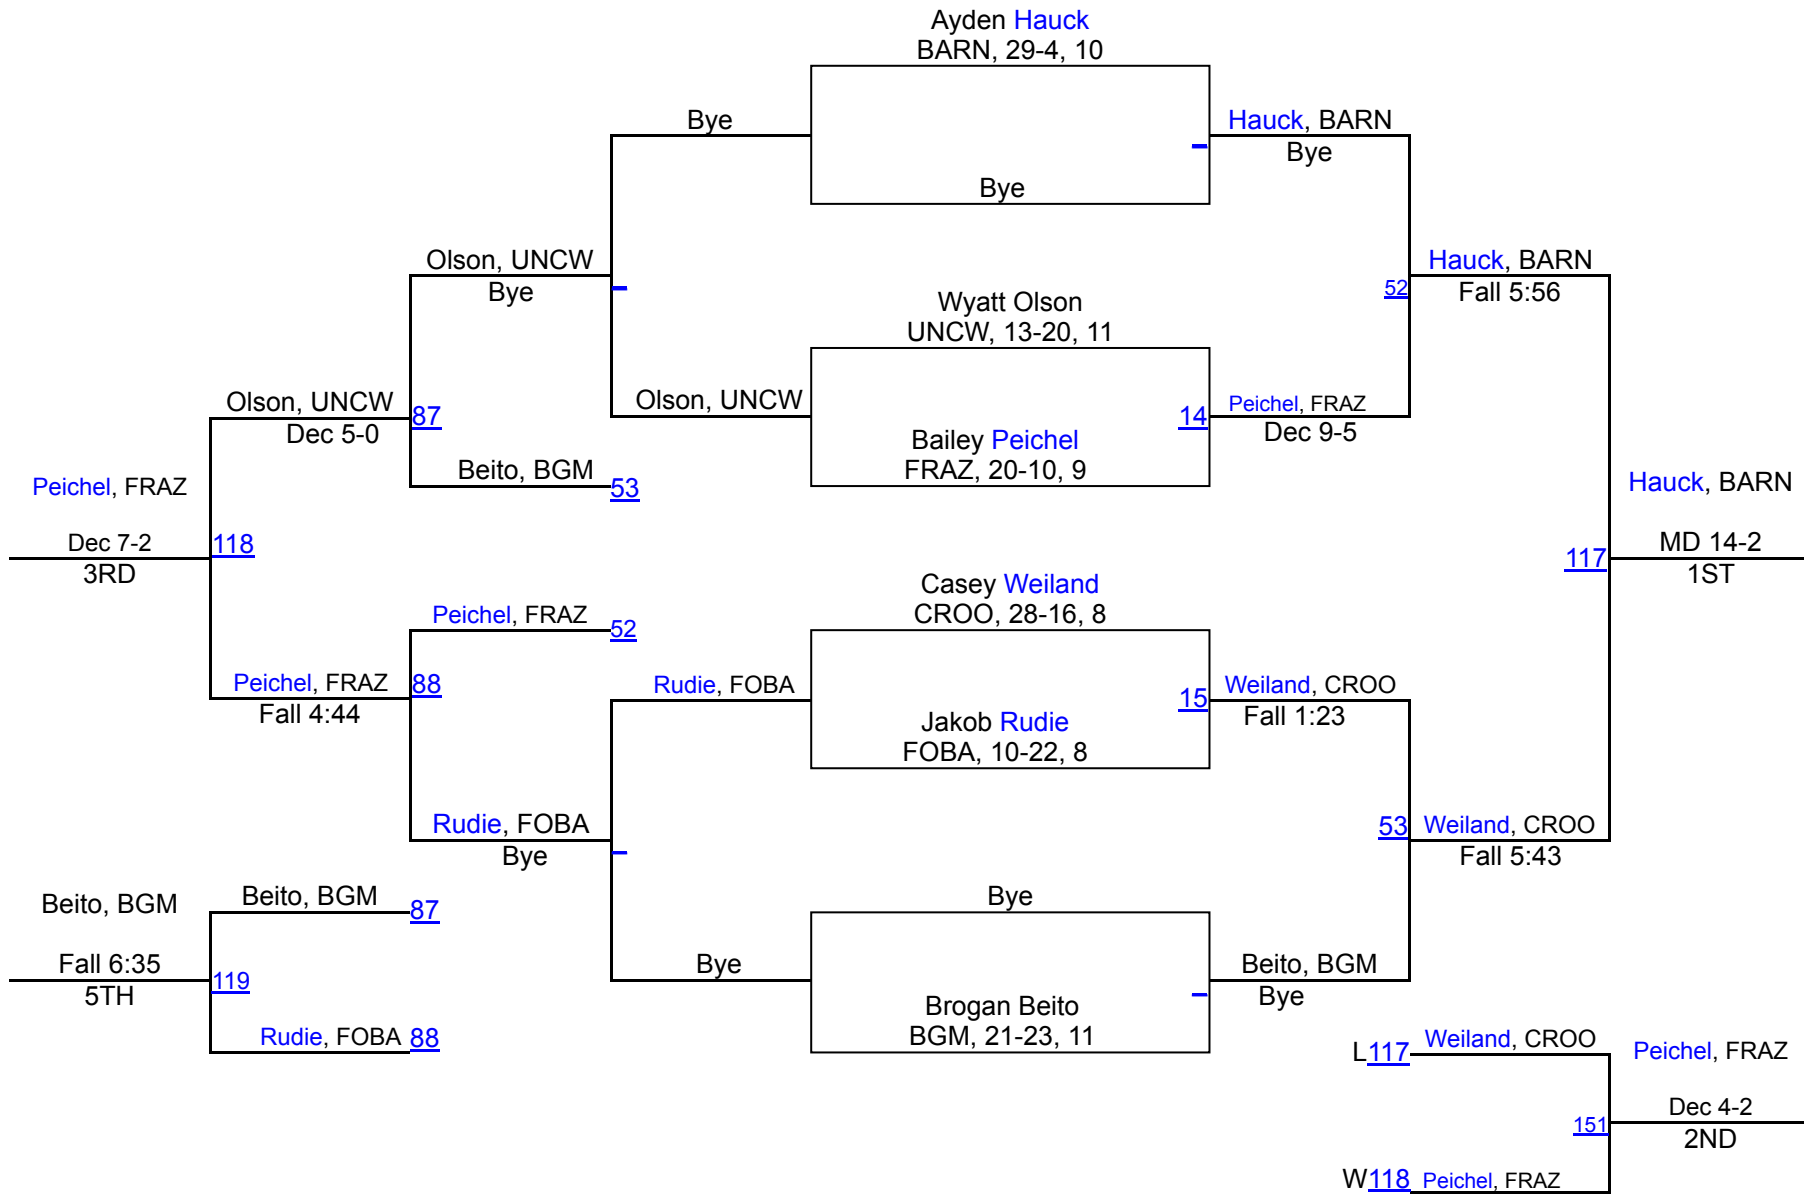 Ayden Hauck
BARN, 29-4, 10
Bye
Hauck, BARN
Bye
Bye
Olson, UNCW
Bye
Hauck, BARN
Fall 5:56
52
Wyatt Olson
UNCW, 13-20, 11
Olson, UNCW
Dec 5-0
87
Olson, UNCW
14
Peichel, FRAZ
Dec 9-5
Bailey Peichel
FRAZ, 20-10, 9
Beito, BGM
53
Peichel, FRAZ
Dec 7-2
3RD
118
Hauck, BARN
MD 14-2
1ST
117
Casey Weiland
CROO, 28-16, 8
Peichel, FRAZ
52
Peichel, FRAZ
Fall 4:44
88
Rudie, FOBA
15
Weiland, CROO
Fall 1:23
Jakob Rudie
FOBA, 10-22, 8
Rudie, FOBA
Bye
53
Weiland, CROO
Fall 5:43
Beito, BGM
Fall 6:35
5TH
Beito, BGM
87
119
Rudie, FOBA
88
Bye
Bye
Beito, BGM
Bye
Brogan Beito
BGM, 21-23, 11
L117
Weiland, CROO
Peichel, FRAZ
Dec 4-2
2ND
151
W118
Peichel, FRAZ